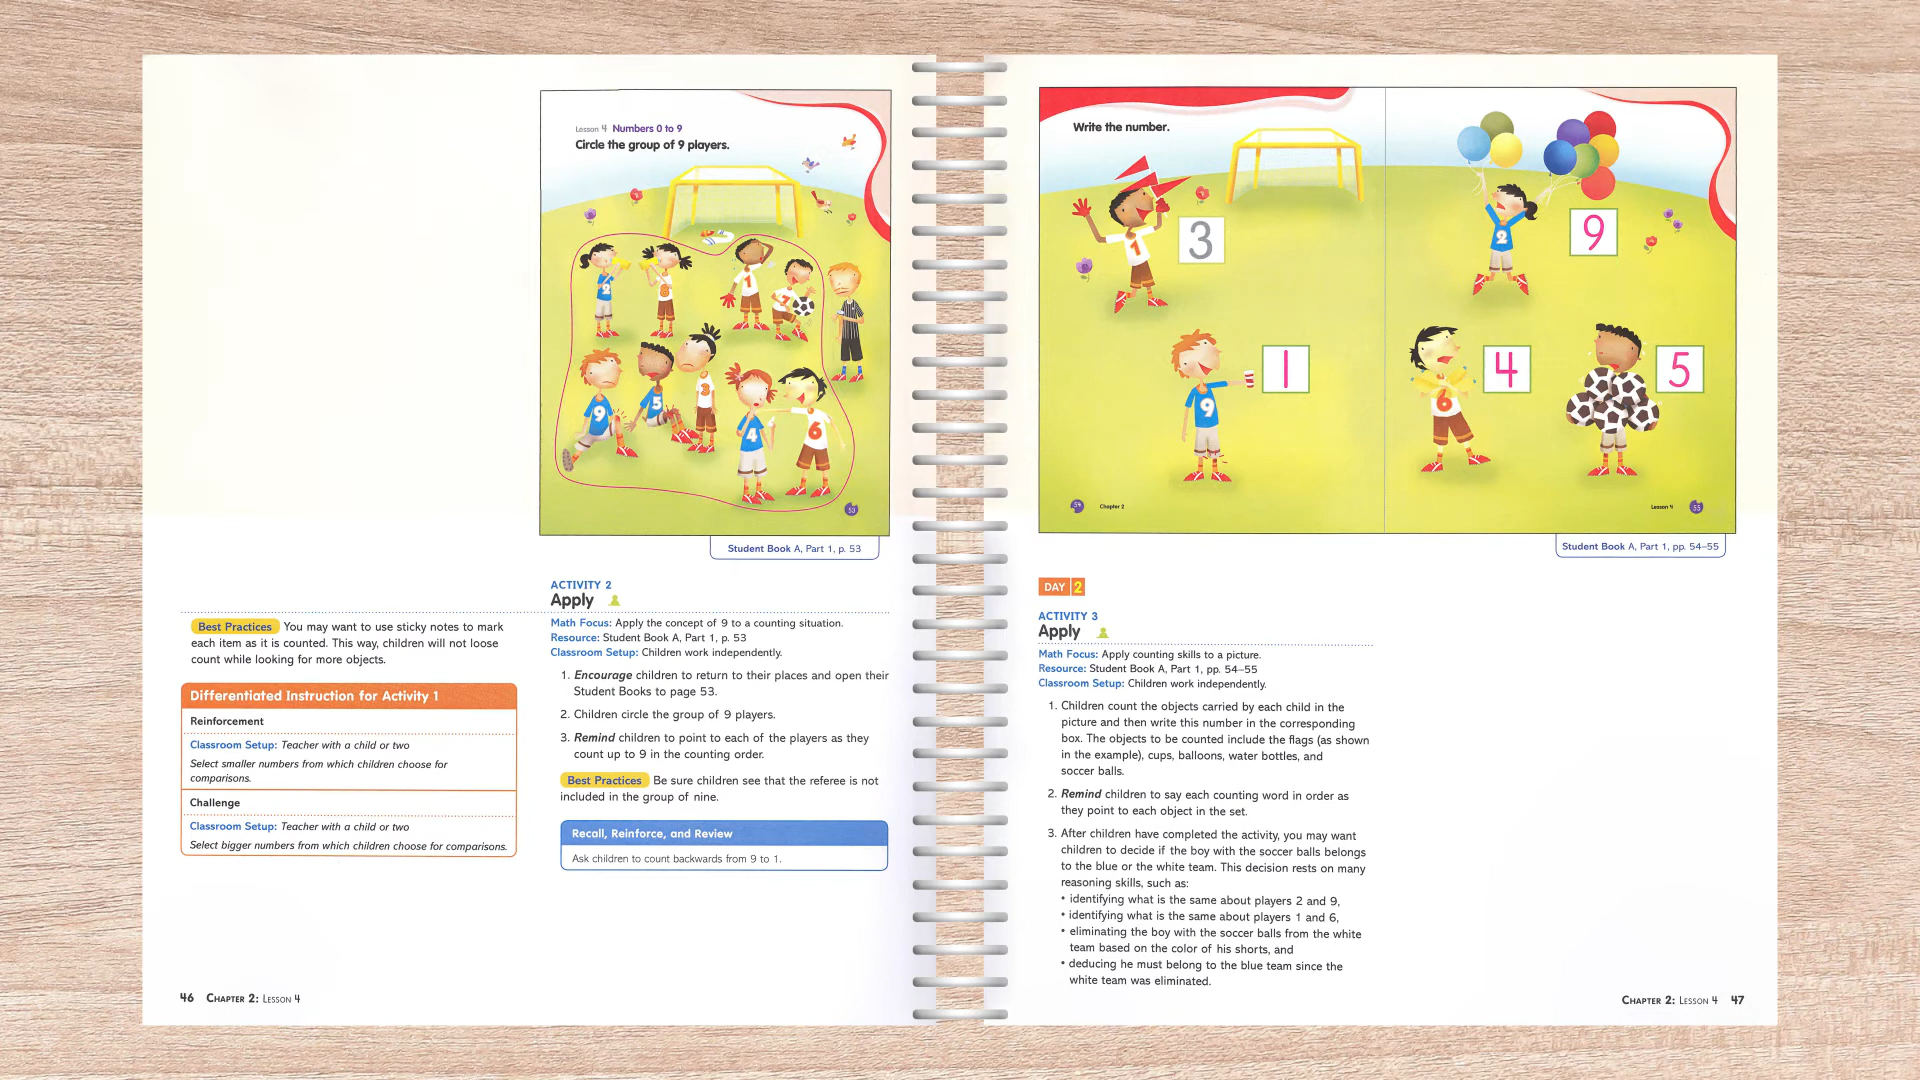 Lesson 4 Numbers 0 to 9
Circle the group of 9 players.
2
8
1
7
9
5
3
4
6
53
Student Book A, Part 1, p. 53
Best Practices You may want to use sticky notes to mark
each item as it is counted. This way, children will not loose
count while looking for more objects.
Differentiated Instruction for Activity 1
Reinforcement
Classroom Setup: Teacher with a child or two
Select smaller numbers from which children choose for
comparisons.
Challenge
Classroom Setup: Teacher with a child or two
Select bigger numbers from which children choose for comparisons.
ACTIVITY 2
Apply
Math Focus: Apply the concept of 9 to a counting situation.
Resource: Student Book A, Part 1, p. 53
Classroom Setup: Children work independently.
1. Encourage children to return to their places and open their
Student Books to page 53.
2. Children circle the group of 9 players.
3. Remind children to point to each of the players as they
count up to 9 in the counting order.
Best Practices Be sure children see that the referee is not
included in the group of nine.
Recall, Reinforce, and Review
Ask children to count backwards from 9 to 1.
46 CHAPTER 2: LESSON 4
Write the number.
1
3
2
9
9
1
6
4
5
54 Chapter 2
Lesson 4 55
Student Book A, Part 1, pp. 54–55
DAY 2
ACTIVITY 3
Apply
Math Focus: Apply counting skills to a picture.
Resource: Student Book A, Part 1, pp. 54–55
Classroom Setup: Children work independently.
1. Children count the objects carried by each child in the
picture and then write this number in the corresponding
box. The objects to be counted include the flags (as shown
in the example), cups, balloons, water bottles, and
soccer balls.
2. Remind children to say each counting word in order as
they point to each object in the set.
3. After children have completed the activity, you may want
children to decide if the boy with the soccer balls belongs
to the blue or the white team. This decision rests on many
reasoning skills, such as:
• identifying what is the same about players 2 and 9,
• identifying what is the same about players 1 and 6,
• eliminating the boy with the soccer balls from the white
team based on the color of his shorts, and
• deducing he must belong to the blue team since the
white team was eliminated.
CHAPTER 2: LESSON 4 47